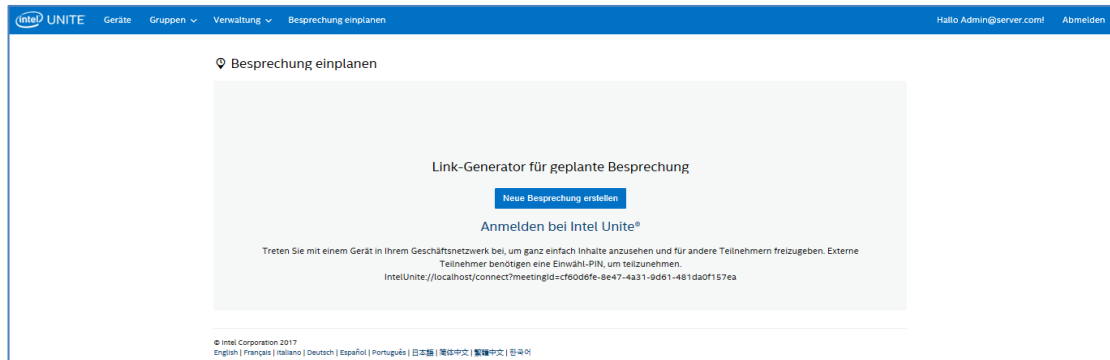 intel UNITE Geräte Gruppen Verwaltung Besprechung einplanen Hallo Admin@server.com! Abmelden
Besprechung einplanen
Link-Generator für geplante Besprechung
Neue Besprechung erstellen
Anmelden bei Intel Unite®
Treten Sie mit einem Gerät in Ihrem Geschäftsnetzwerk bei, um ganz einfach Inhalte anzusehen und für andere Teilnehmern freizugeben. Externe
Teilnehmer benötigen eine Einwähl-PIN, um teilzunehmen.
IntelUnite://localhost/connect?meetingId=cf60d6fe-8e47-4a31-9d61-481da0f157ea
© Intel Corporation 2017
English | Français | Italiano | Deutsch | Español | Português | 日本語 | 简体中文 | 繁體中文 | 한국어